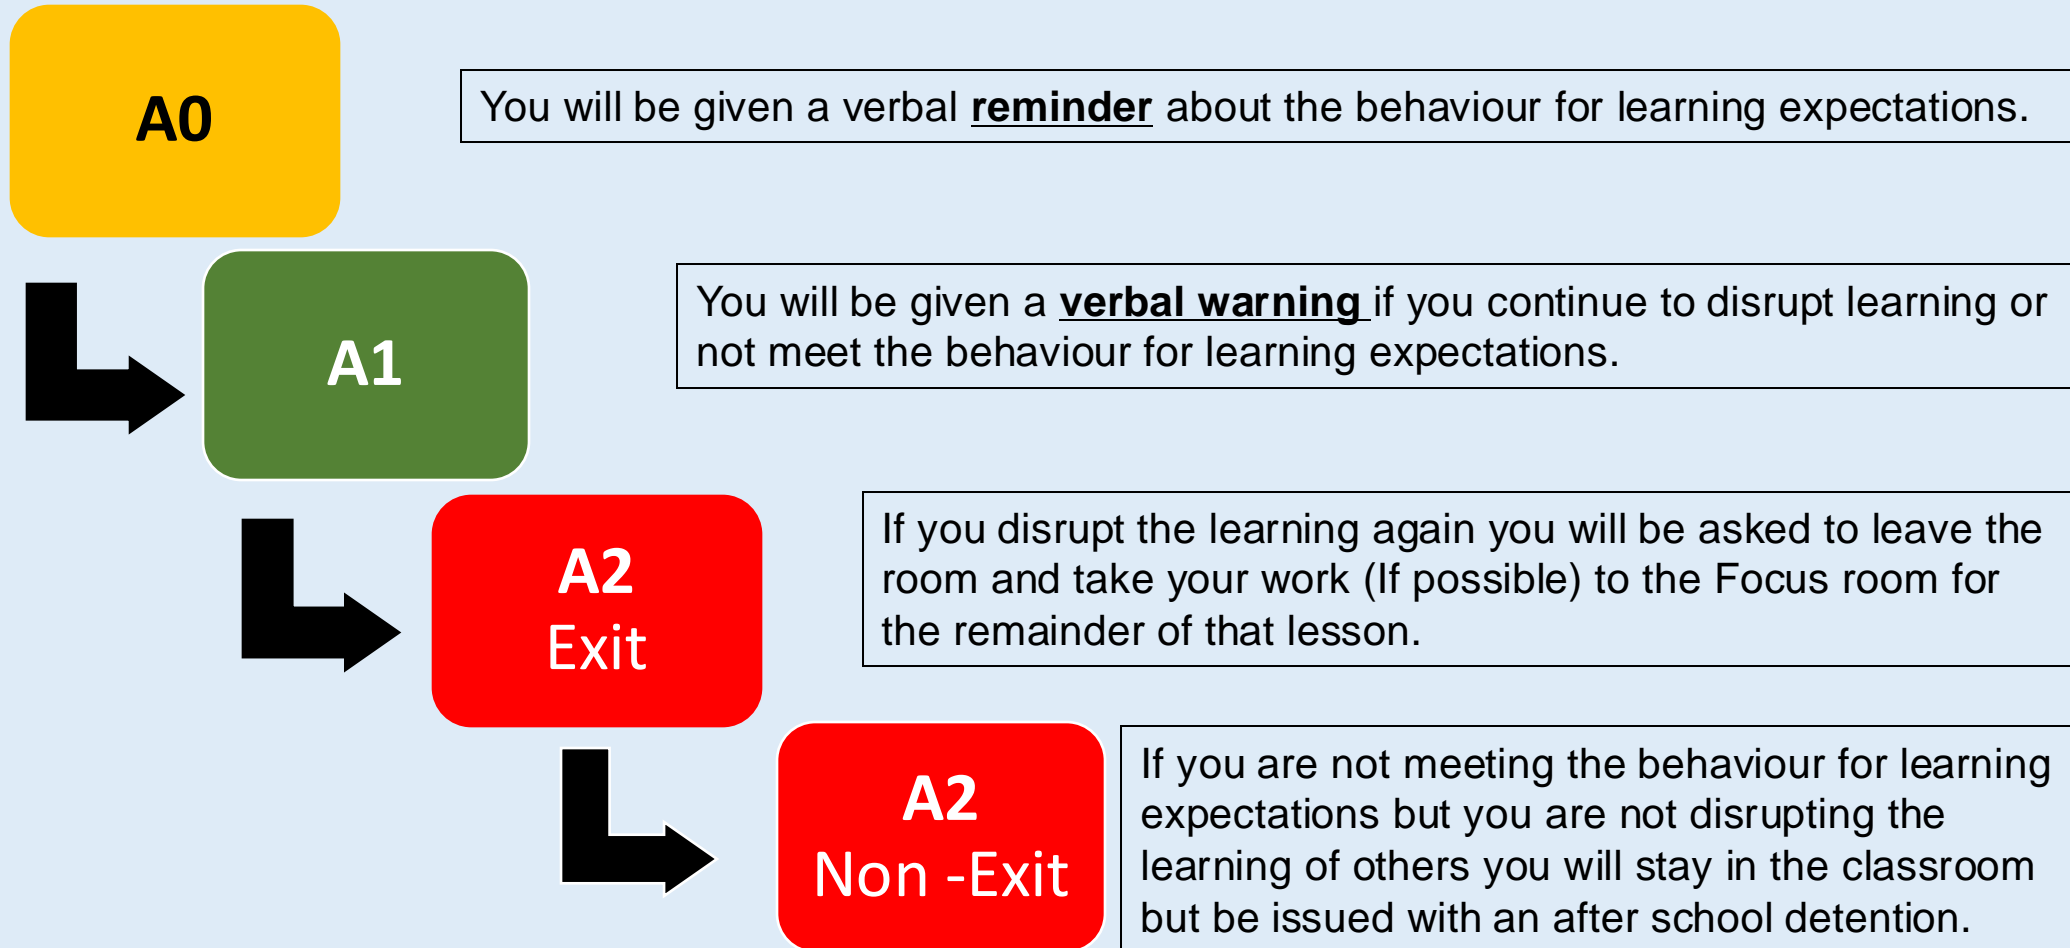 A0
You will be given a verbal reminder about the behaviour for learning expectations.
A1
You will be given a verbal warning if you continue to disrupt learning or
not meet the behaviour for learning expectations.
A2
Exit
If you disrupt the learning again you will be asked to leave the
room and take your work (If possible) to the Focus room for
the remainder of that lesson.
A2
Non -Exit
If you are not meeting the behaviour for learning
expectations but you are not disrupting the
learning of others you will stay in the classroom
but be issued with an after school detention.